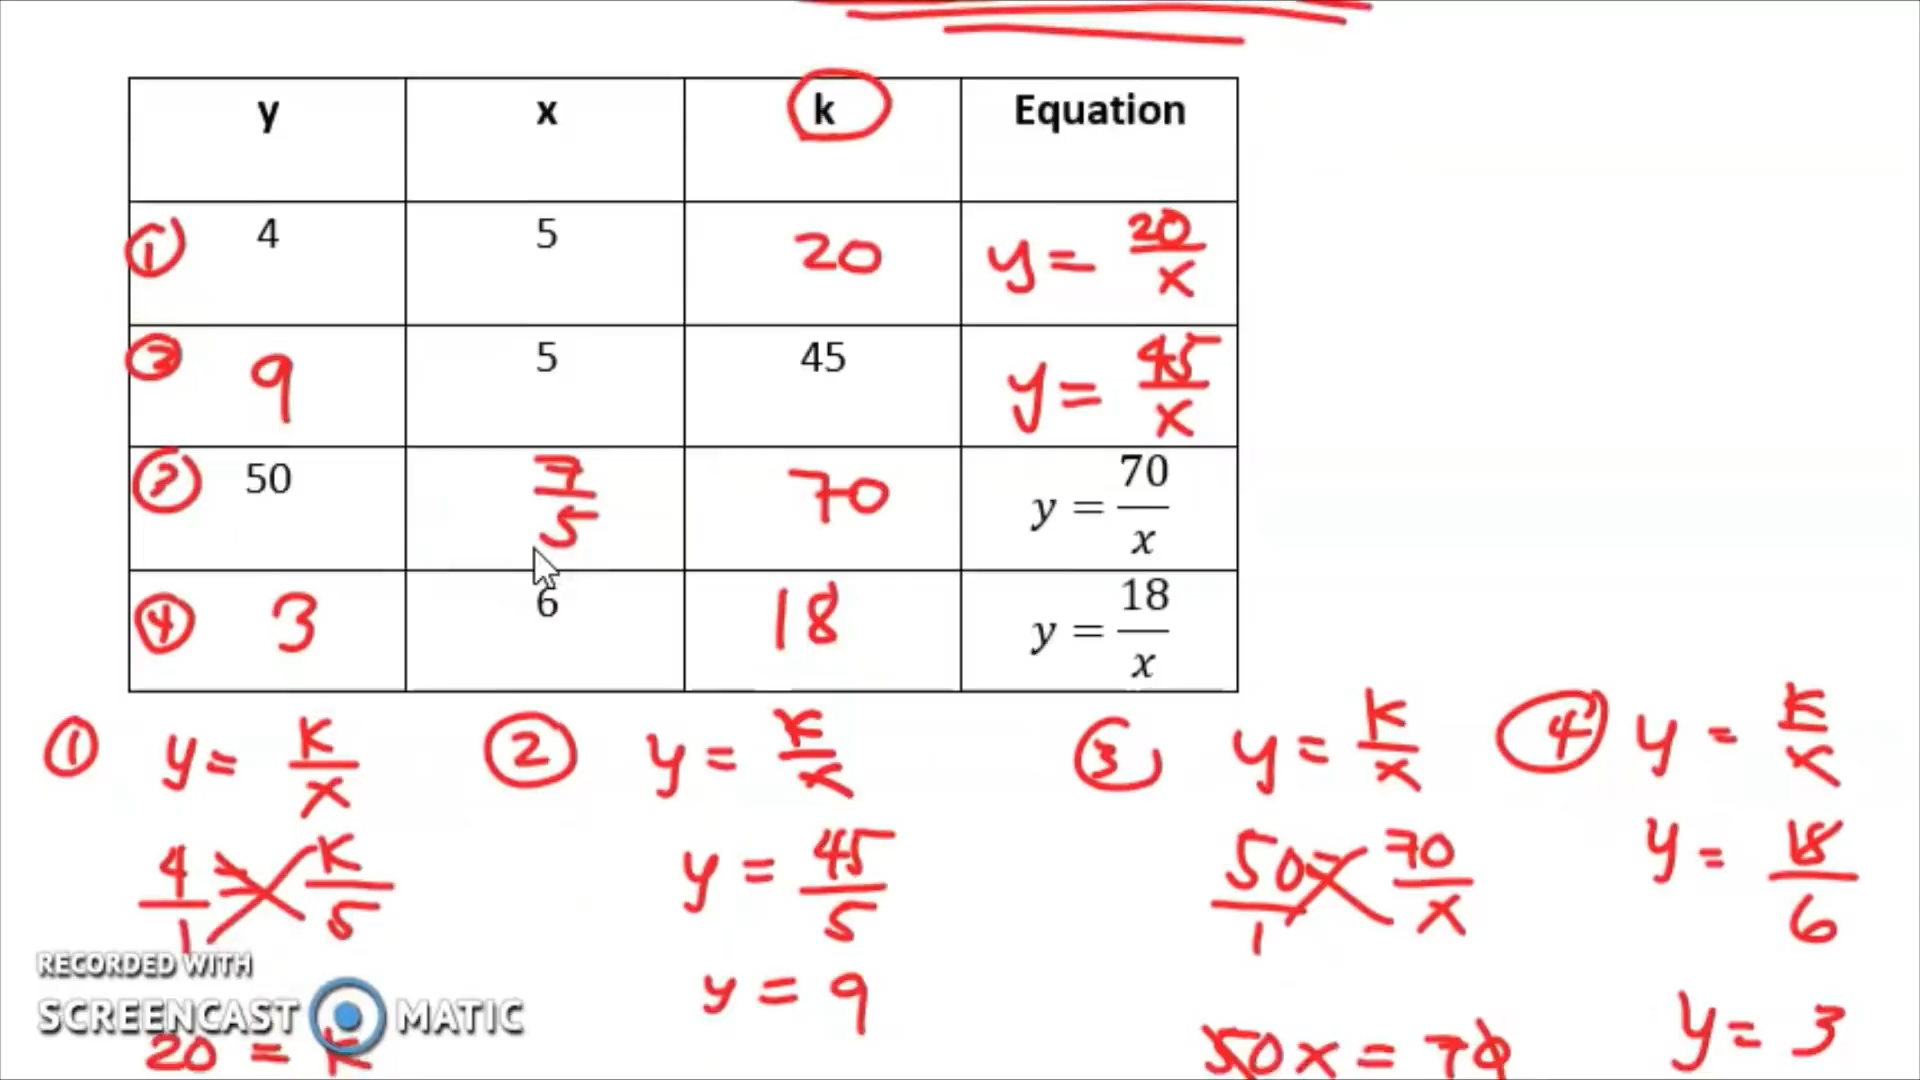 y x k Equation
① 4 5 20 y = 20/x
② 9 5 45 y = 45/x
③ 50 7/5 70 y = 70/x
④ 3 6 18 y = 18/x
① y = k/x ② y = k/x ③ y = k/x ④ y = k/x
4/1 = k/5 y = 45/5 50/1 = 70/x y = 18/6
20 = k y = 9 50x = 70 y = 3
RECORDED WITH
SCREENCAST MATIC